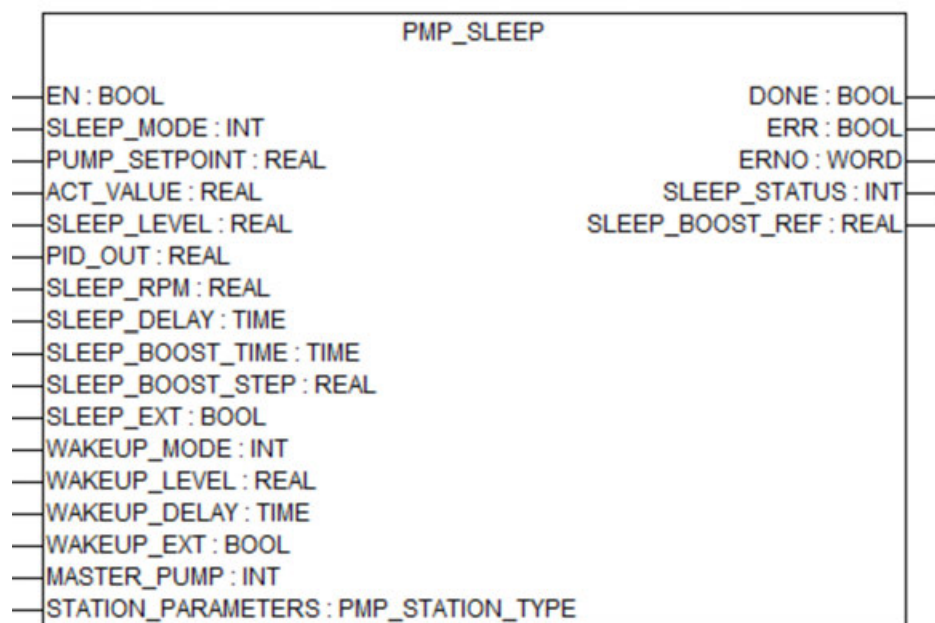 PMP_SLEEP
EN : BOOL
DONE : BOOL
SLEEP_MODE : INT
ERR : BOOL
PUMP_SETPOINT : REAL
ERNO : WORD
ACT_VALUE : REAL
SLEEP_STATUS : INT
SLEEP_LEVEL : REAL
SLEEP_BOOST_REF : REAL
PID_OUT : REAL
SLEEP_RPM : REAL
SLEEP_DELAY : TIME
SLEEP_BOOST_TIME : TIME
SLEEP_BOOST_STEP : REAL
SLEEP_EXT : BOOL
WAKEUP_MODE : INT
WAKEUP_LEVEL : REAL
WAKEUP_DELAY : TIME
WAKEUP_EXT : BOOL
MASTER_PUMP : INT
STATION_PARAMETERS : PMP_STATION_TYPE